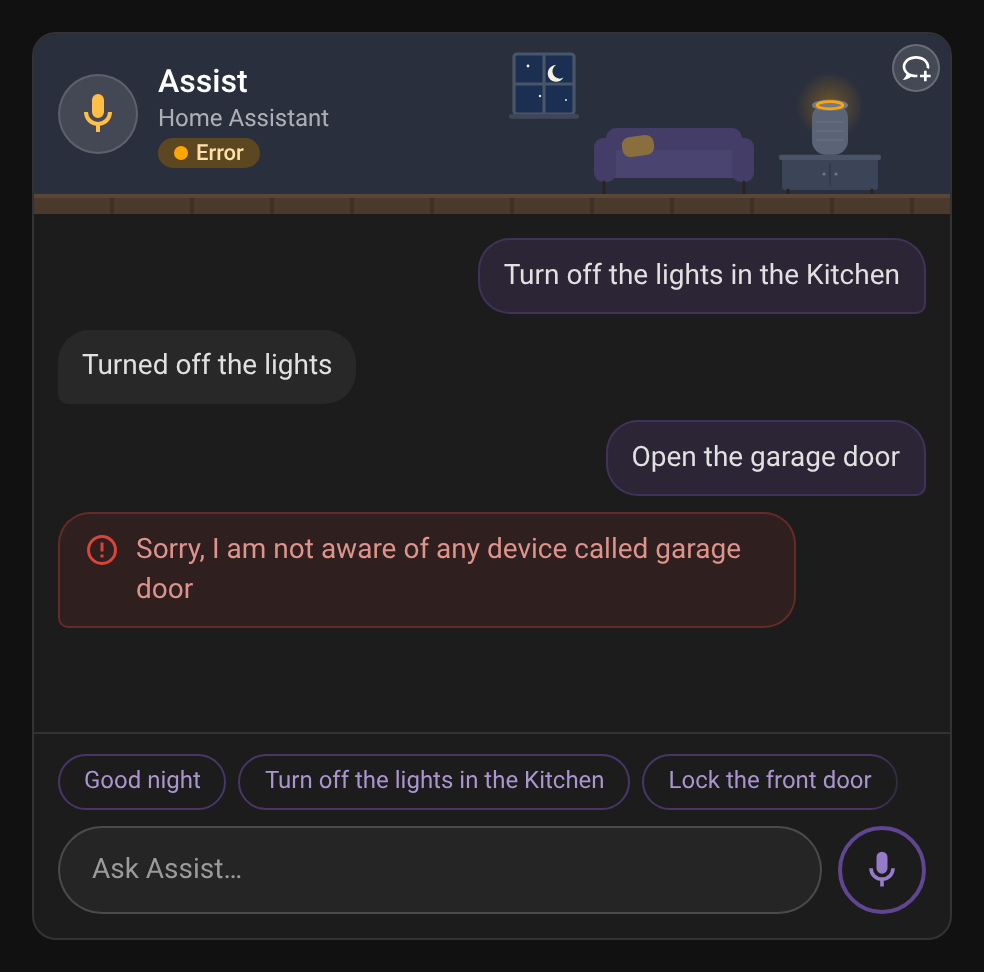 Assist
Home Assistant
Error
Turn off the lights in the Kitchen
Turned off the lights
Open the garage door
Sorry, I am not aware of any device called garage
door
Good night
Turn off the lights in the Kitchen
Lock the front door
Ask Assist…